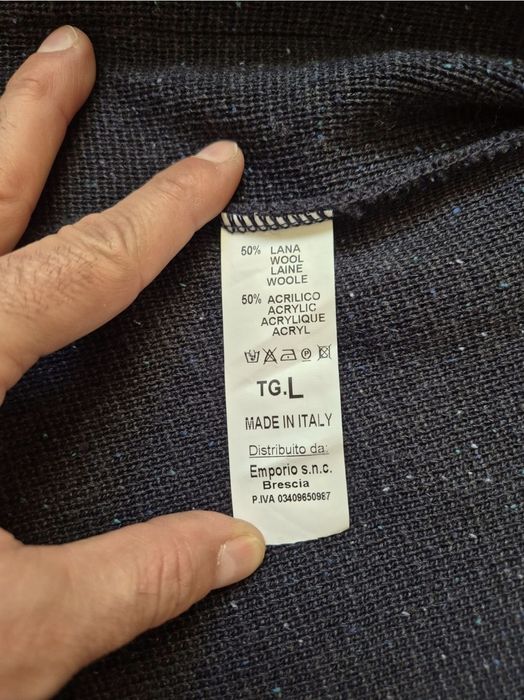 50% LANA
WOOL
LAINE
WOOLE
50% ACRILICO
ACRYLIC
ACRYLIQUE
ACRYL
TG.L
MADE IN ITALY
Distribuito da:
Emporio s.n.c.
Brescia
P.IVA 03409650987